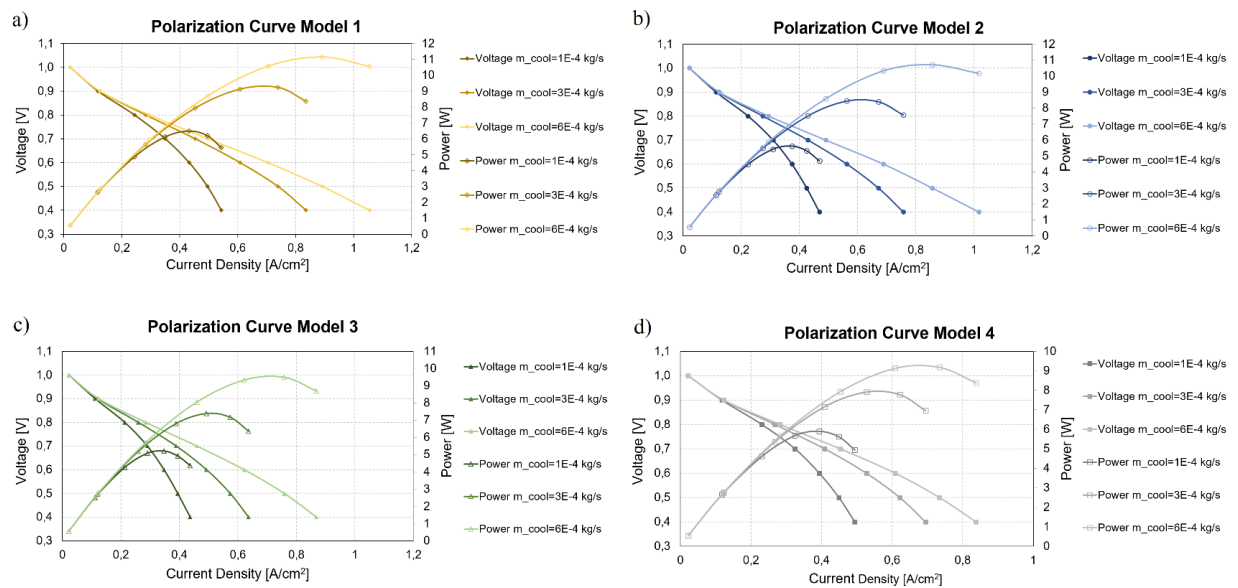 a)
Polarization Curve Model 1
1,1
1,0
0,9
0,8
0,7
0,6
0,5
0,4
0,3
Voltage [V]
12
11
10
9
8
7
6
5
4
3
2
1
0
Power [W]
0 0,2 0,4 0,6 0,8 1 1,2
Current Density [A/cm²]
Voltage m_cool=1E-4 kg/s
Voltage m_cool=3E-4 kg/s
Voltage m_cool=6E-4 kg/s
Power m_cool=1E-4 kg/s
Power m_cool=3E-4 kg/s
Power m_cool=6E-4 kg/s
b)
Polarization Curve Model 2
1,1
1,0
0,9
0,8
0,7
0,6
0,5
0,4
0,3
Voltage [V]
12
11
10
9
8
7
6
5
4
3
2
1
0
Power [W]
0 0,2 0,4 0,6 0,8 1 1,2
Current Density [A/cm²]
Voltage m_cool=1E-4 kg/s
Voltage m_cool=3E-4 kg/s
Voltage m_cool=6E-4 kg/s
Power m_cool=1E-4 kg/s
Power m_cool=3E-4 kg/s
Power m_cool=6E-4 kg/s
c)
Polarization Curve Model 3
1,1
1,0
0,9
0,8
0,7
0,6
0,5
0,4
0,3
Voltage [V]
11
10
9
8
7
6
5
4
3
2
1
0
Power [W]
0 0,2 0,4 0,6 0,8 1 1,2
Current Density [A/cm²]
Voltage m_cool=1E-4 kg/s
Voltage m_cool=3E-4 kg/s
Voltage m_cool=6E-4 kg/s
Power m_cool=1E-4 kg/s
Power m_cool=3E-4 kg/s
Power m_cool=6E-4 kg/s
d)
Polarization Curve Model 4
1,1
1,0
0,9
0,8
0,7
0,6
0,5
0,4
0,3
Voltage [V]
10
9
8
7
6
5
4
3
2
1
0
Power [W]
0 0,2 0,4 0,6 0,8 1
Current Density [A/cm²]
Voltage m_cool=1E-4 kg/s
Voltage m_cool=3E-4 kg/s
Voltage m_cool=6E-4 kg/s
Power m_cool=1E-4 kg/s
Power m_cool=3E-4 kg/s
Power m_cool=6E-4 kg/s